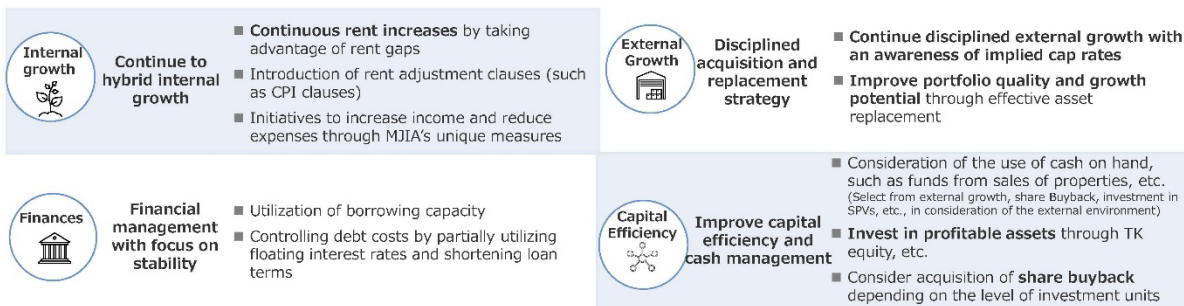 Internal
growth
Continue to
hybrid internal
growth
■ Continuous rent increases by taking
advantage of rent gaps
■ Introduction of rent adjustment clauses (such
as CPI clauses)
■ Initiatives to increase income and reduce
expenses through MJIA's unique measures
External
Growth
Disciplined
acquisition and
replacement
strategy
■ Continue disciplined external growth with
an awareness of implied cap rates
■ Improve portfolio quality and growth
potential through effective asset
replacement
Finances
Financial
management
with focus on
stability
■ Utilization of borrowing capacity
■ Controlling debt costs by partially utilizing
floating interest rates and shortening loan
terms
Capital
Efficiency
Improve capital
efficiency and
cash management
■ Consideration of the use of cash on hand,
such as funds from sales of properties, etc.
(Select from external growth, share Buyback, investment in
SPVs, etc., in consideration of the external environment)
■ Invest in profitable assets through TK
equity, etc.
■ Consider acquisition of share buyback
depending on the level of investment units